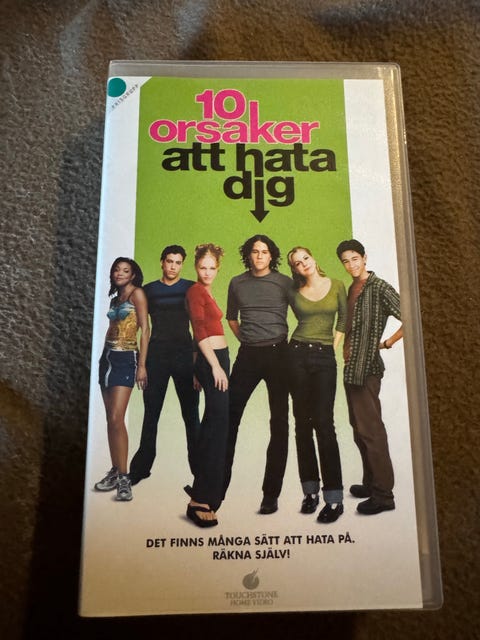 10
orsaker
att hata
dig
DET FINNS MÅNGA SÄTT ATT HATA PÅ.
RÄKNA SJÄLV!
TOUCHSTONE
HOME VIDEO